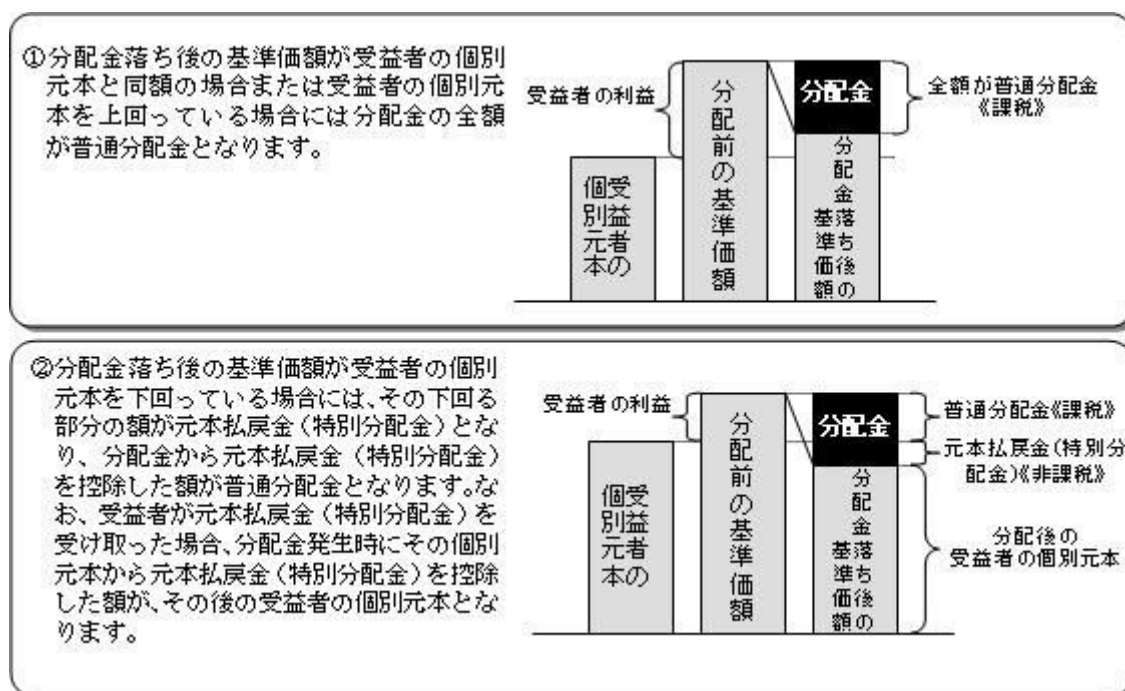 ①分配金落ち後の基準価額が受益者の個別
元本と同額の場合または受益者の個別元
本を上回っている場合には分配金の全額
が普通分配金となります。
受益者の利益
受益者の
個別元本
分配前の基準価額
分配金
分配金落ち後の
基準価額
全額が普通分配金
《課税》
②分配金落ち後の基準価額が受益者の個別
元本を下回っている場合には、その下回る
部分の額が元本払戻金(特別分配金)とな
り、分配金から元本払戻金(特別分配金)
を控除した額が普通分配金となります。な
お、受益者が元本払戻金(特別分配金)を
受け取った場合、分配金発生時にその個別
元本から元本払戻金(特別分配金)を控除
した額が、その後の受益者の個別元本とな
ります。
受益者の利益
受益者の
個別元本
分配前の基準価額
分配金
分配金落ち後の
基準価額
普通分配金《課税》
元本払戻金(特別分
配金)《非課税》
分配後の
受益者の個別元本